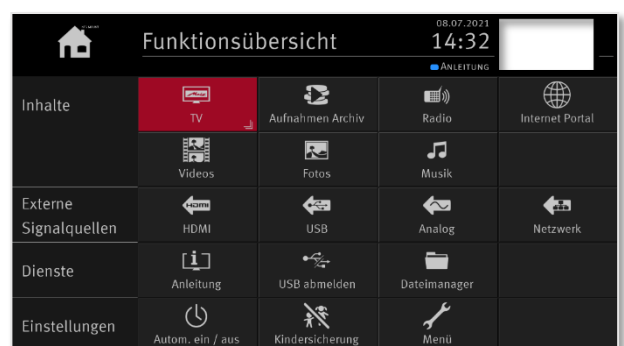 08.07.2021
Funktionsübersicht 14:32
ANLEITUNG
Inhalte
TV Aufnahmen Archiv Radio Internet Portal
Videos Fotos Musik
Externe
Signalquellen
HDMI
HDMI USB Analog Netzwerk
Dienste
Anleitung USB abmelden Dateimanager
Einstellungen
Autom. ein / aus Kindersicherung Menü